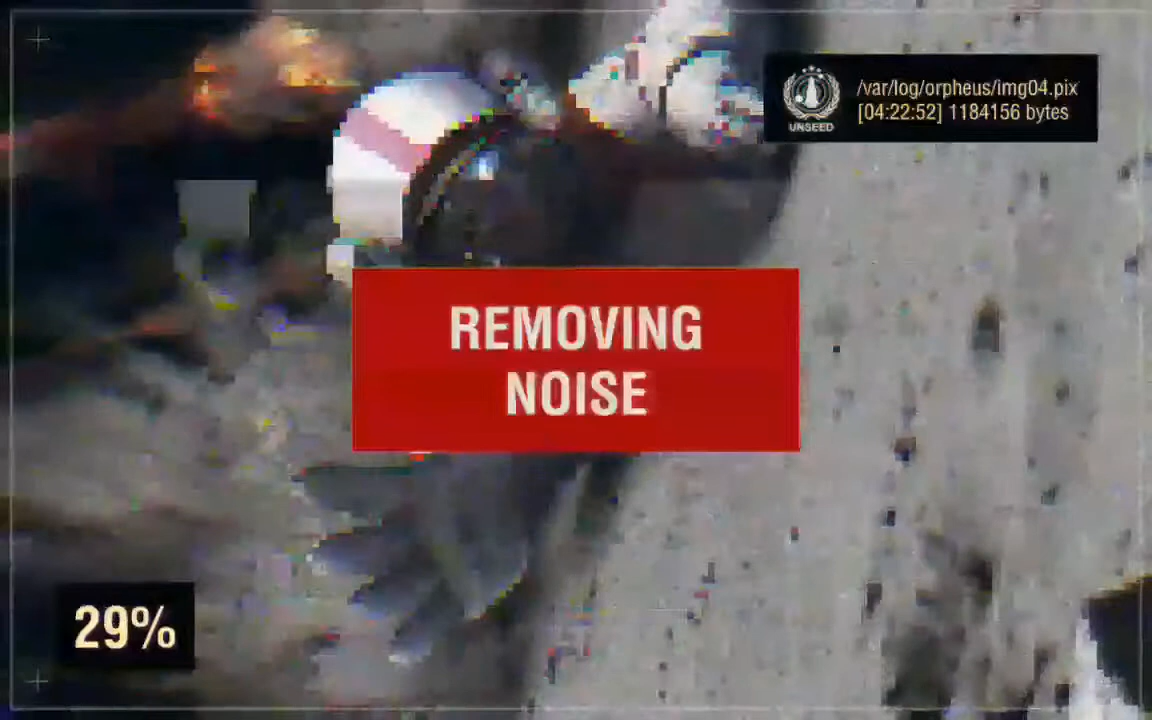 /var/log/orpheus/img04.pix
[04:22:52] 1184156 bytes
UNSEED
REMOVING
NOISE
29%